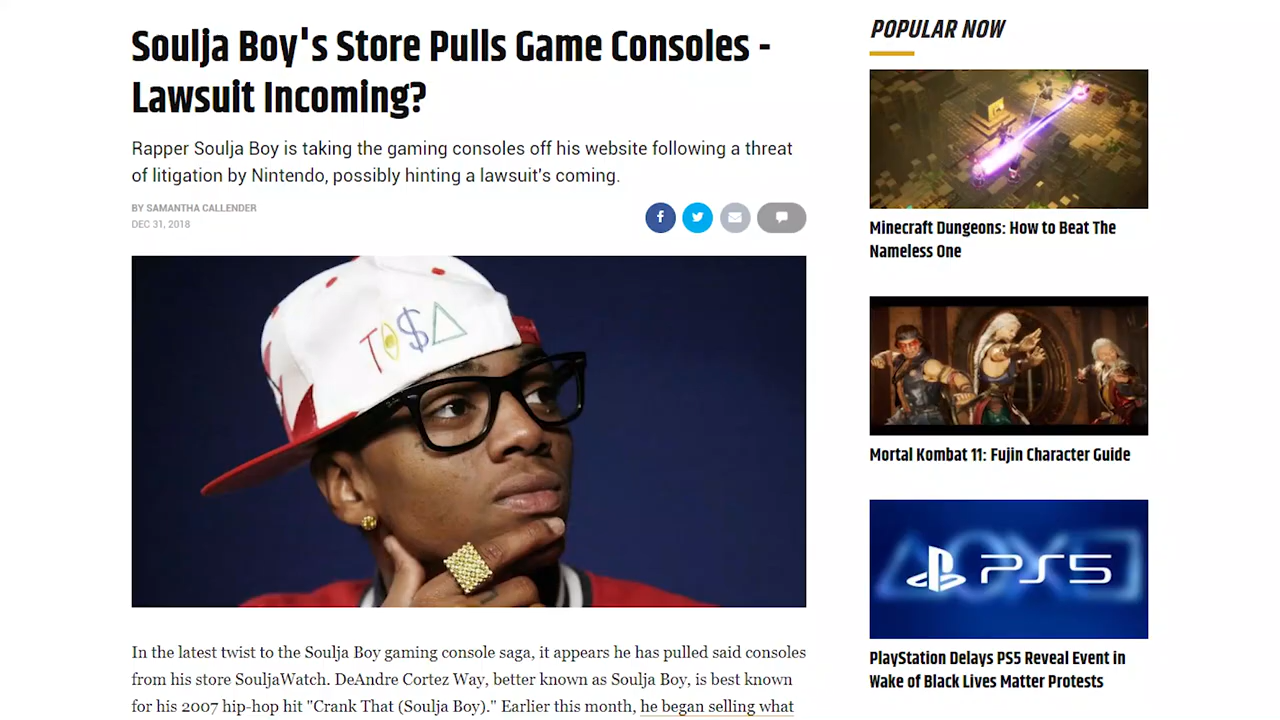 Soulja Boy's Store Pulls Game Consoles -
Lawsuit Incoming?
Rapper Soulja Boy is taking the gaming consoles off his website following a threat
of litigation by Nintendo, possibly hinting a lawsuit's coming.
BY SAMANTHA CALLENDER
DEC 31, 2018
TO$A
In the latest twist to the Soulja Boy gaming console saga, it appears he has pulled said consoles
from his store SouljaWatch. DeAndre Cortez Way, better known as Soulja Boy, is best known
for his 2007 hip-hop hit "Crank That (Soulja Boy)." Earlier this month, he began selling what
POPULAR NOW
Minecraft Dungeons: How to Beat The
Nameless One
Mortal Kombat 11: Fujin Character Guide
PS5
PlayStation Delays PS5 Reveal Event in
Wake of Black Lives Matter Protests